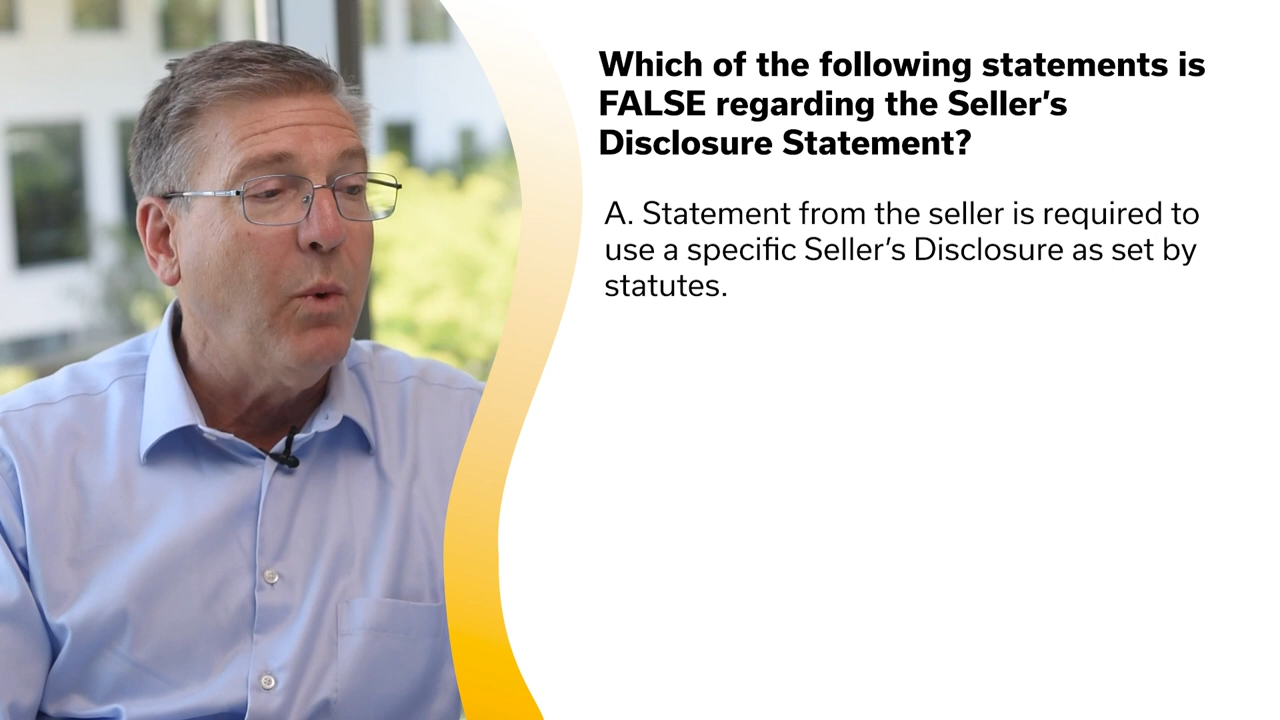 Which of the following statements is
FALSE regarding the Seller’s
Disclosure Statement?
A. Statement from the seller is required to
use a specific Seller’s Disclosure as set by
statutes.